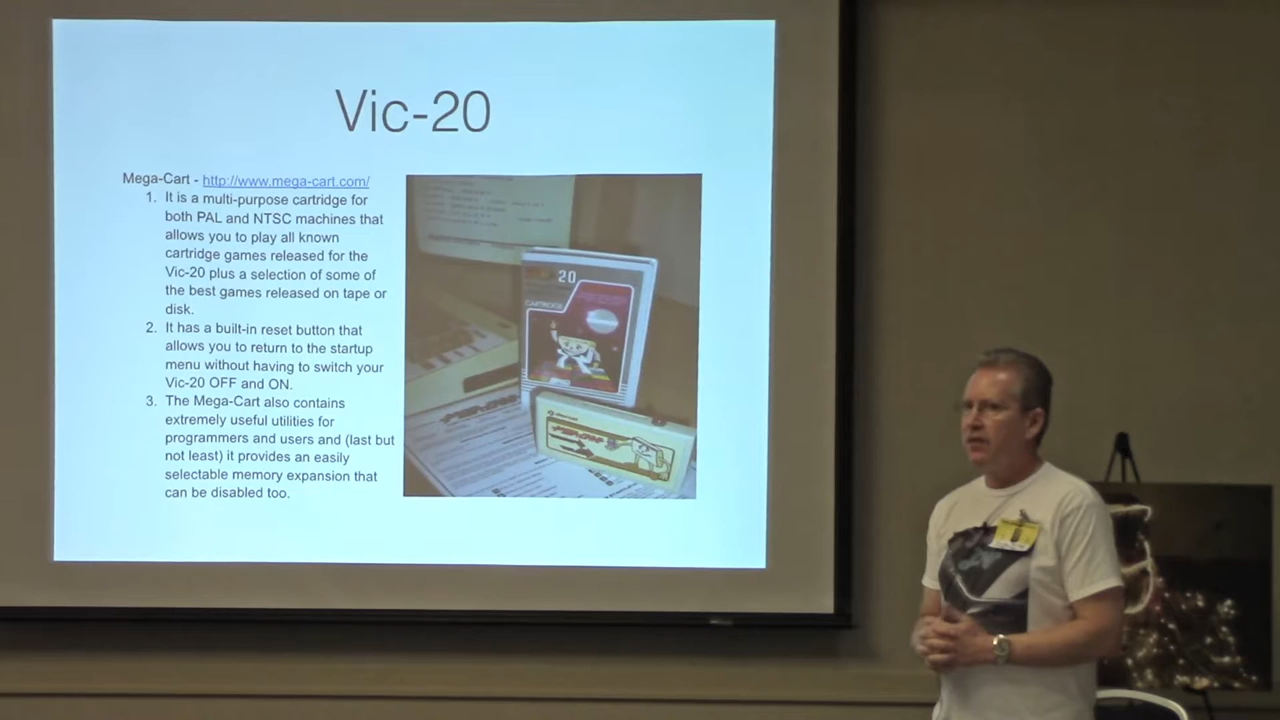 Vic-20
Mega-Cart - http://www.mega-cart.com/
1. It is a multi-purpose cartridge for
both PAL and NTSC machines that
allows you to play all known
cartridge games released for the
Vic-20 plus a selection of some of
the best games released on tape or
disk.
2. It has a built-in reset button that
allows you to return to the startup
menu without having to switch your
Vic-20 OFF and ON.
3. The Mega-Cart also contains
extremely useful utilities for
programmers and users and (last but
not least) it provides an easily
selectable memory expansion that
can be disabled too.
20
CARTRIDGE